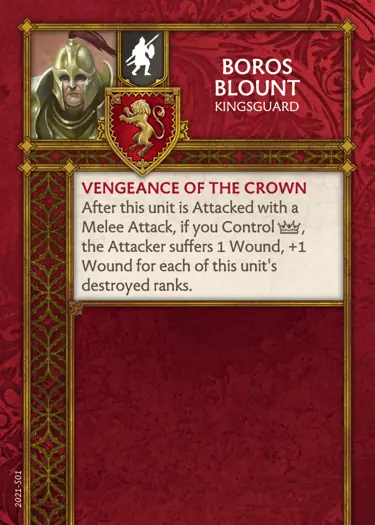 BOROS
BLOUNT
KINGSGUARD
VENGEANCE OF THE CROWN
After this unit is Attacked with a
Melee Attack, if you Control ,
the Attacker suffers 1 Wound, +1
Wound for each of this unit's
destroyed ranks.
2021-S01